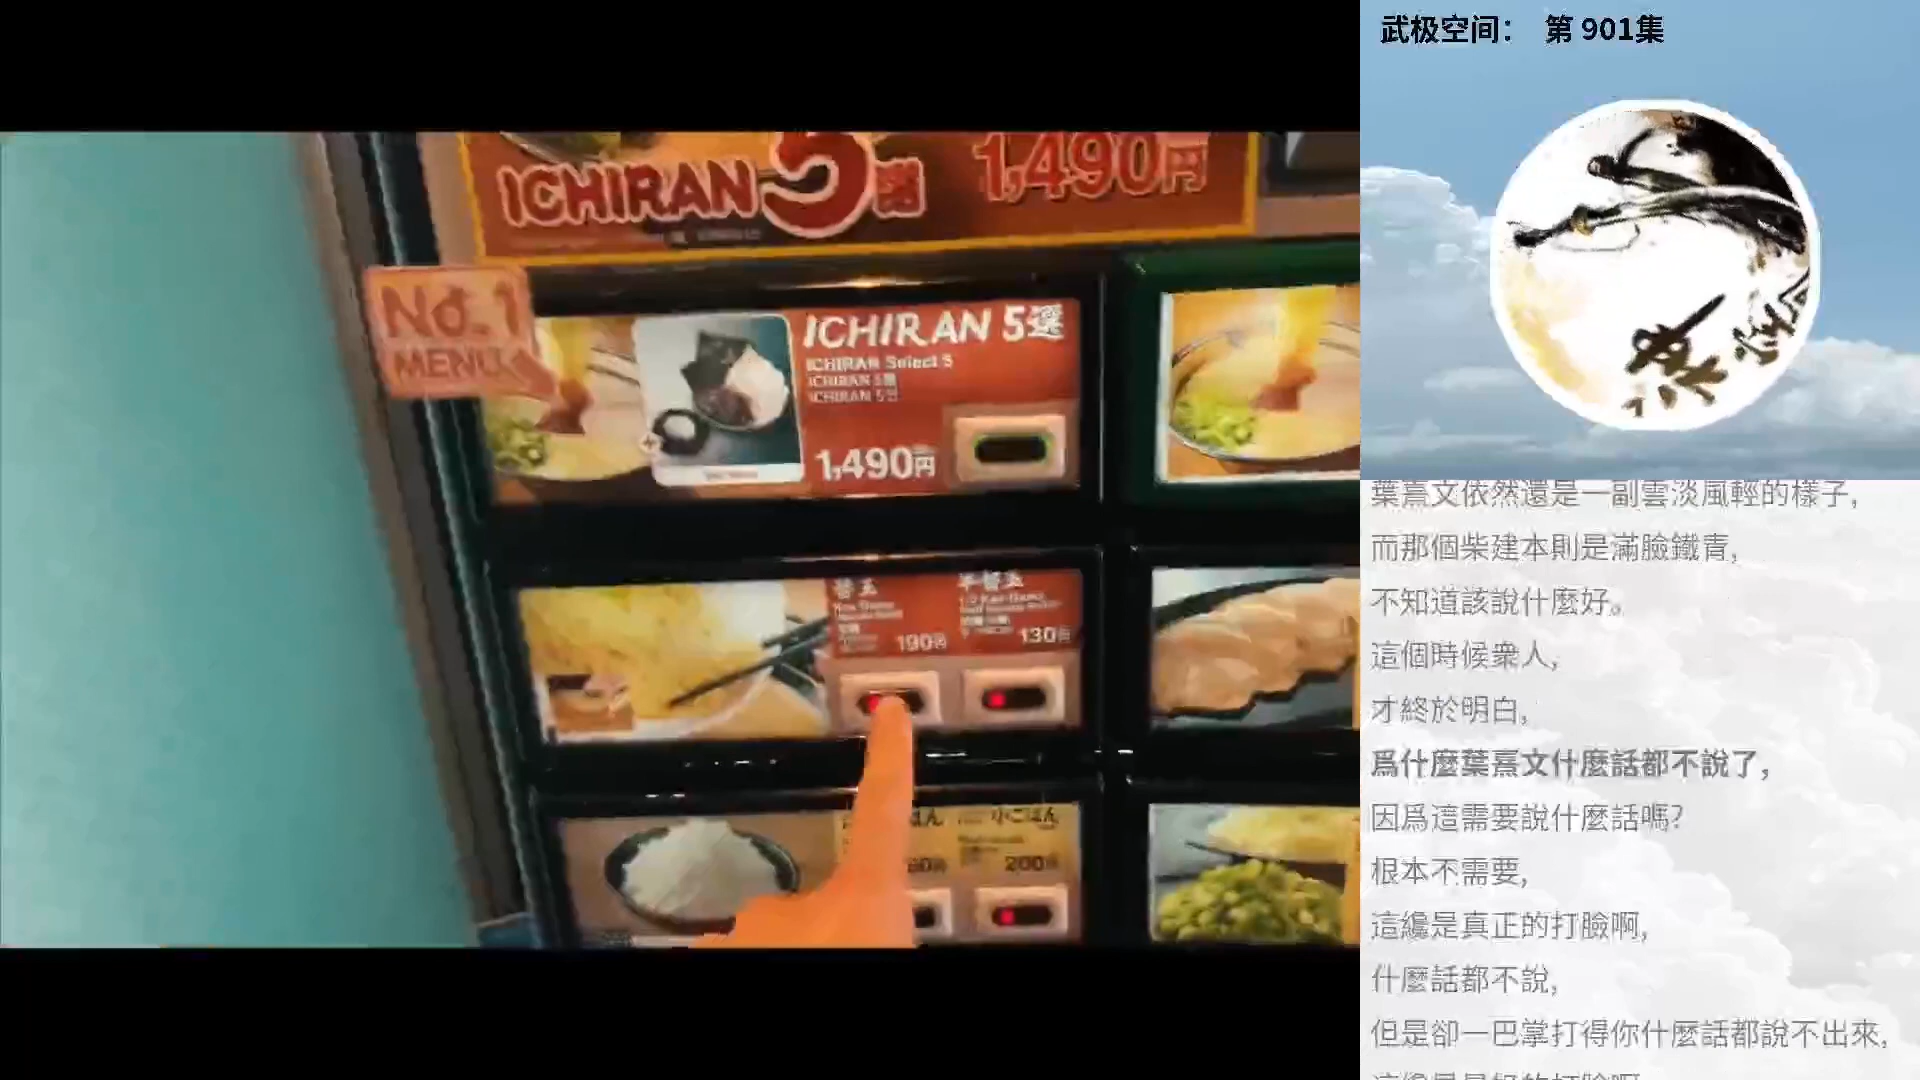 ICHIRAN 5選
1,490円
No.1
MENU
ICHIRAN 5選
ICHIRAN Select 5
ICHIRAN 5選
1,490円
替玉
半替玉
190円
130円
小ごはん
200円
武极空间： 第 901集
葉熹文依然還是一副雲淡風輕的樣子,
而那個柴建本則是滿臉鐵青,
不知道該說什麼好。
這個時候衆人,
才終於明白,
爲什麼葉熹文什麼話都不說了,
因爲這需要說什麼話嗎?
根本不需要,
這纔是真正的打臉啊,
什麼話都不說,
但是卻一巴掌打得你什麼話都說不出來,